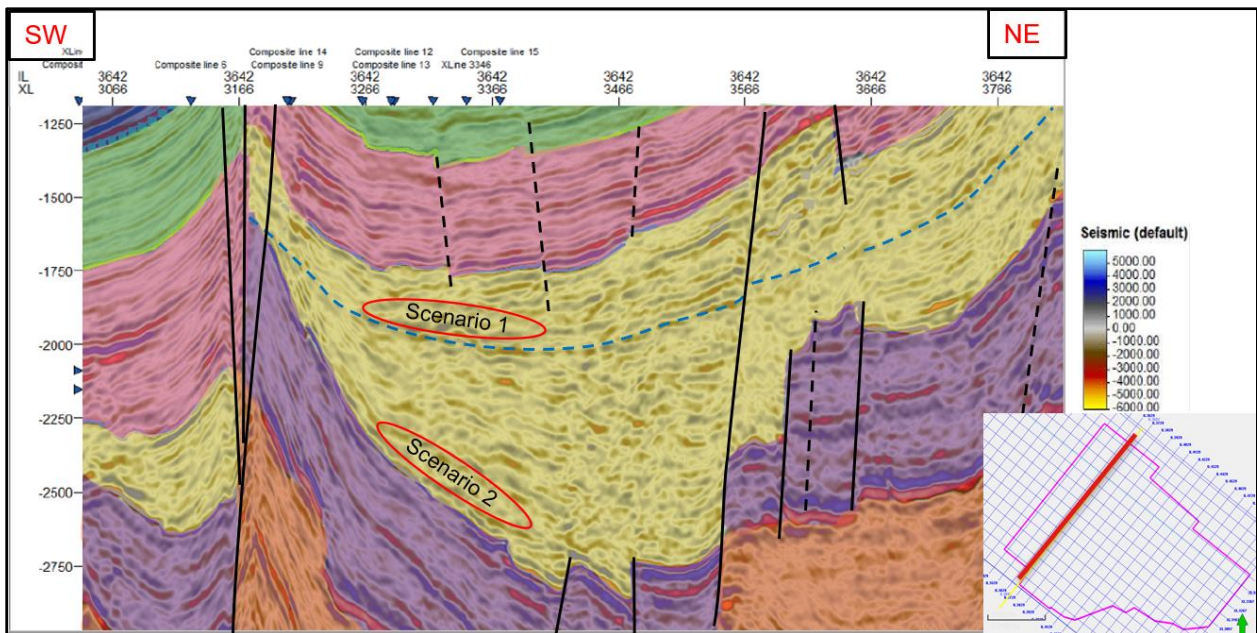 SW
NE
XLin
Composite line 14 Composite line 12 Composite line 15
Composit Composite line 6 Composite line 9 Composite line 13 XLine 3346
IL 3642 3642 3642 3642 3642 3642 3642 3642
XL 3066 3166 3266 3366 3466 3568 3666 3766
-1250
-1500
-1750
-2000
-2250
-2500
-2750
Scenario 1
Scenario 2
Seismic (default)
5000.00
4000.00
3000.00
2000.00
1000.00
0.00
-1000.00
-2000.00
-3000.00
-4000.00
-5000.00
-6000.00